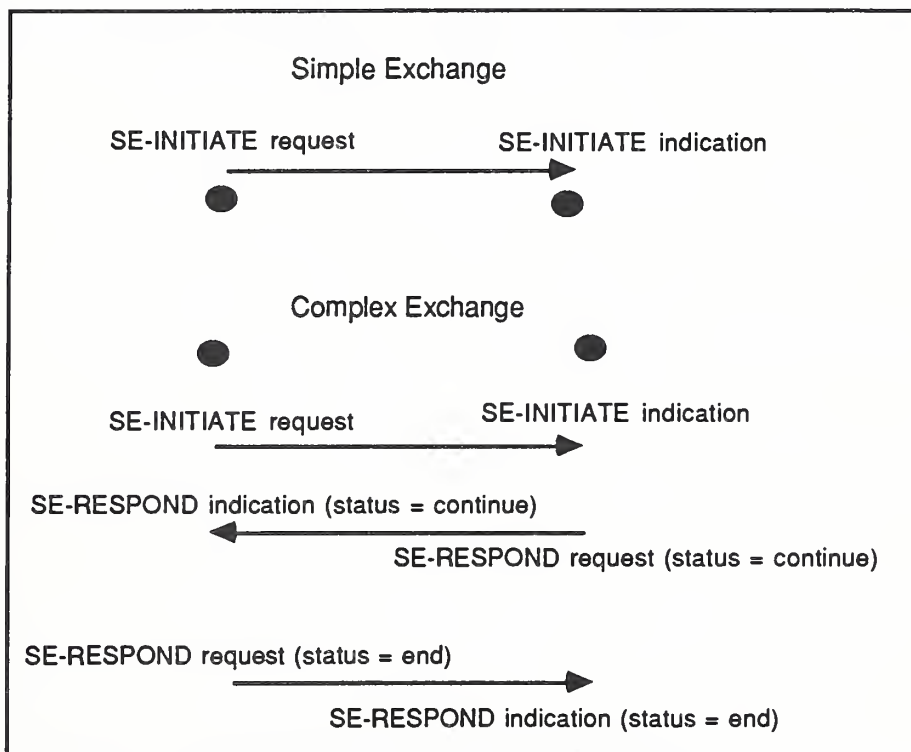 Simple Exchange
SE-INITIATE request
SE-INITIATE indication
Complex Exchange
SE-INITIATE request
SE-INITIATE indication
SE-RESPOND indication (status = continue)
SE-RESPOND request (status = continue)
SE-RESPOND request (status = end)
SE-RESPOND indication (status = end)